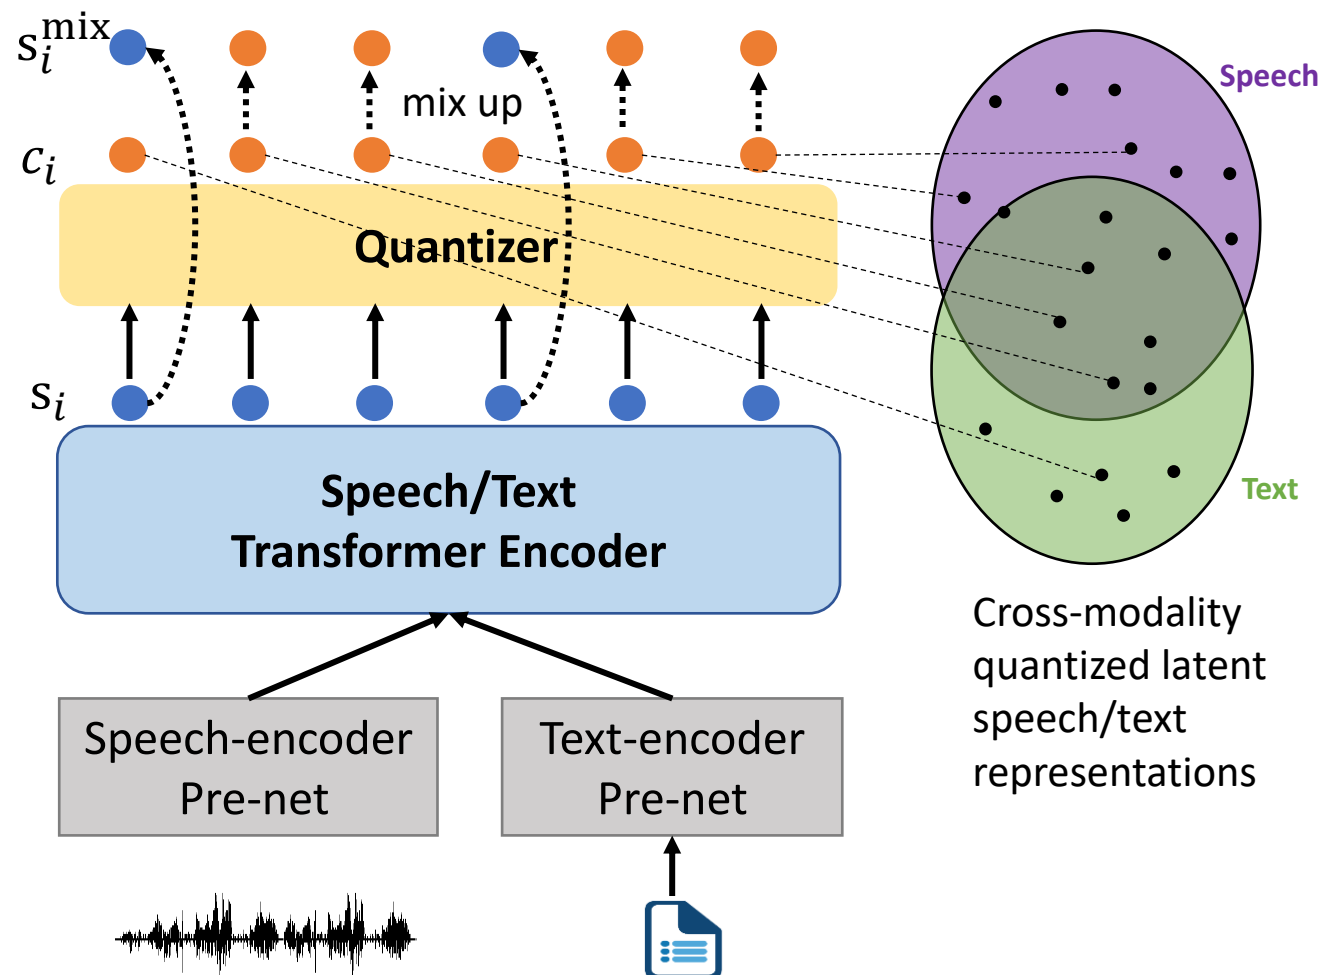 s_i^mix
mix up
c_i
Quantizer
s_i
Speech/Text
Transformer Encoder
Speech-encoder
Pre-net
Text-encoder
Pre-net
Speech
Text
Cross-modality
quantized latent
speech/text
representations